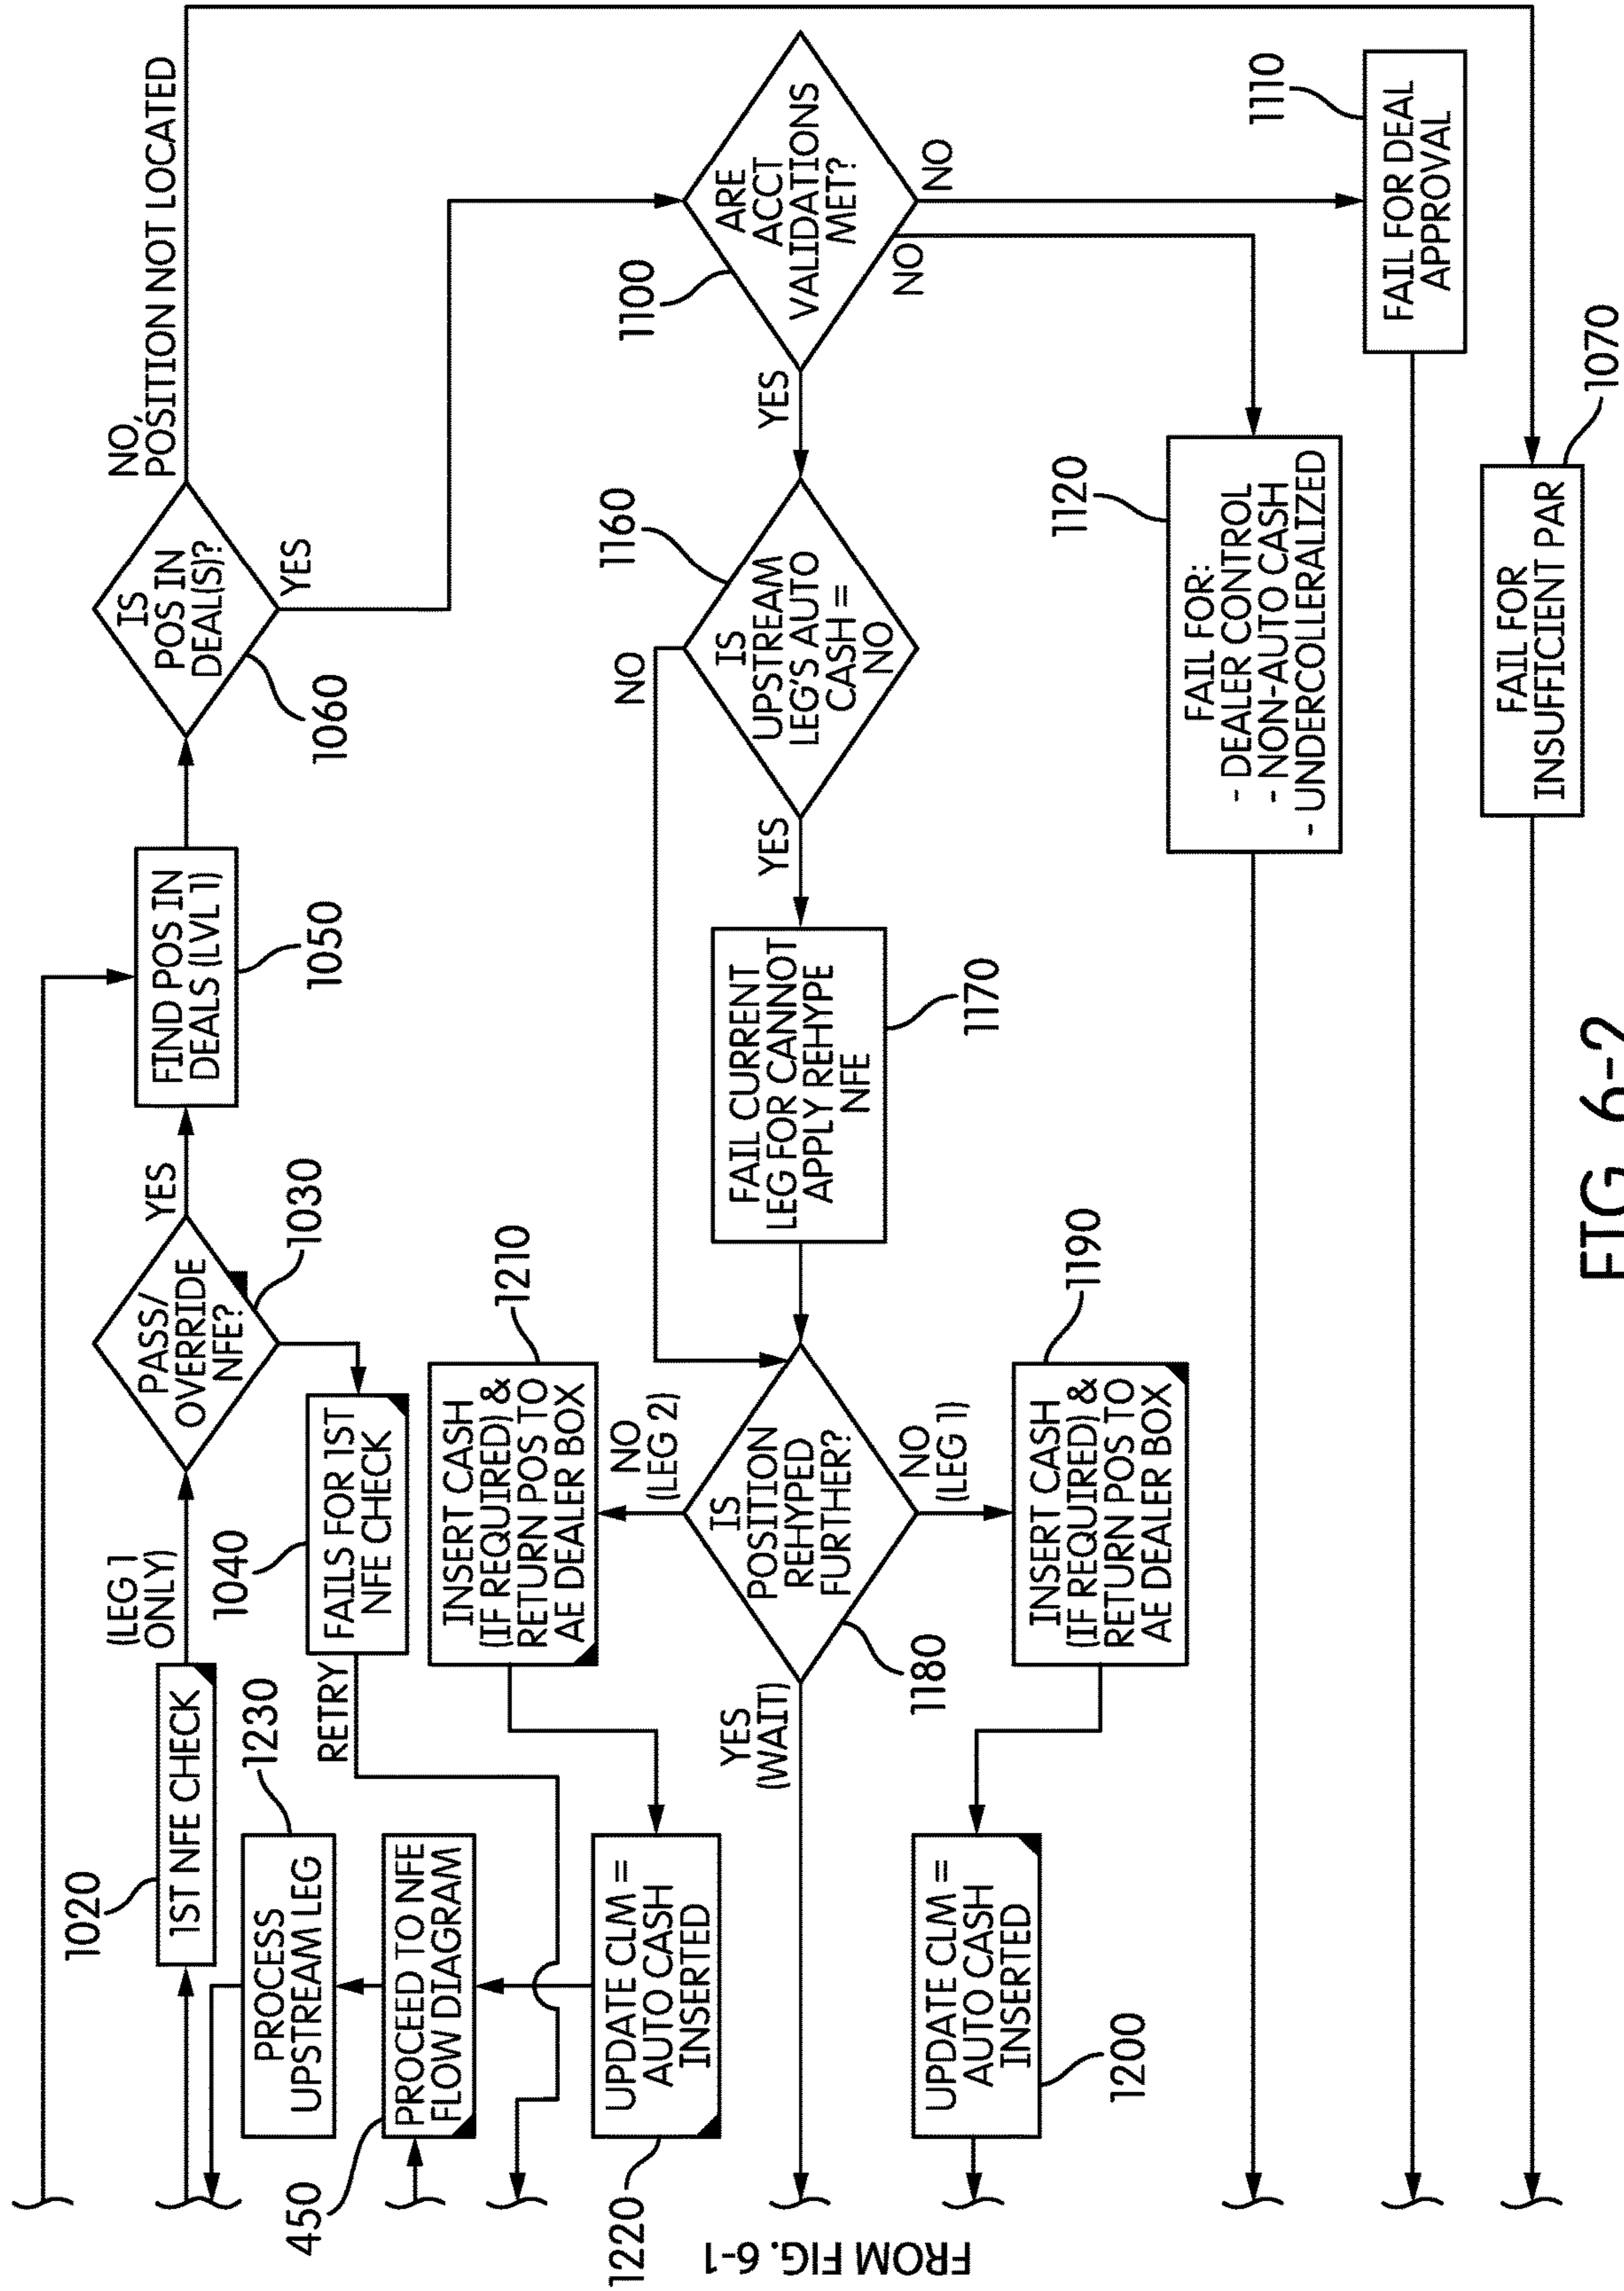 1020
1ST NFE CHECK
(LEG 1
ONLY)
PASS/
OVERRIDE
NFE?
1030
YES
FIND POS IN
DEALS (LVL 1)
1050
IS
POS IN
DEAL(S)?
1060
YES
NO,
POSITION NOT LOCATED
1230
PROCESS
UPSTREAM LEG
RETRY
1040
FAILS FOR 1ST
NFE CHECK
450
PROCEED TO NFE
FLOW DIAGRAM
1210
INSERT CASH
(IF REQUIRED) &
RETURN POS TO
AE DEALER BOX
1220
UPDATE CLM =
AUTO CASH
INSERTED
NO
(LEG 2)
YES
(WAIT)
IS
POSITION
REHYPED
FURTHER?
1180
NO
(LEG 1)
FAIL CURRENT
LEG FOR CANNOT
APPLY REHYPE
NFE
1170
YES
NO
IS
UPSTREAM
LEG'S AUTO
CASH =
NO
1160
YES
1100
ARE
ACCT
VALIDATIONS
MET?
NO
NO
UPDATE CLM =
AUTO CASH
INSERTED
1200
INSERT CASH
(IF REQUIRED) &
RETURN POS TO
AE DEALER BOX
1190
1120
FAIL FOR:
- DEALER CONTROL
- NON-AUTO CASH
- UNDERCOLLERALIZED
1110
FAIL FOR DEAL
APPROVAL
FAIL FOR
INSUFFICIENT PAR
1070
FROM FIG. 6-1
FIG. 6-2